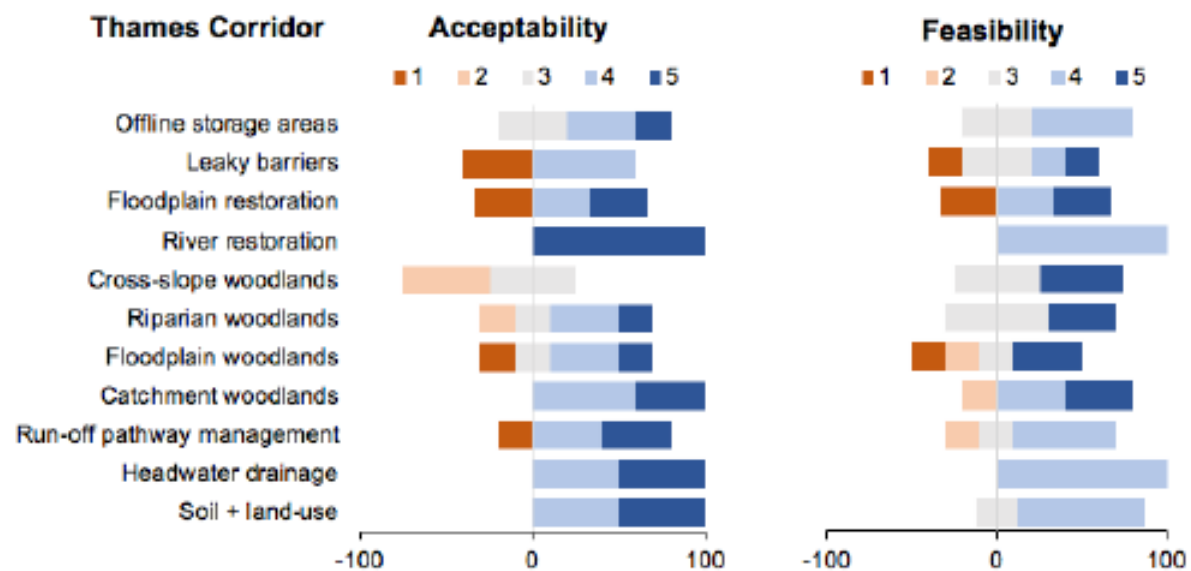 Thames Corridor Acceptability Feasibility
1 2 3 4 5 1 2 3 4 5
Offline storage areas
Leaky barriers
Floodplain restoration
River restoration
Cross-slope woodlands
Riparian woodlands
Floodplain woodlands
Catchment woodlands
Run-off pathway management
Headwater drainage
Soil + land-use
-100 0 100 -100 0 100